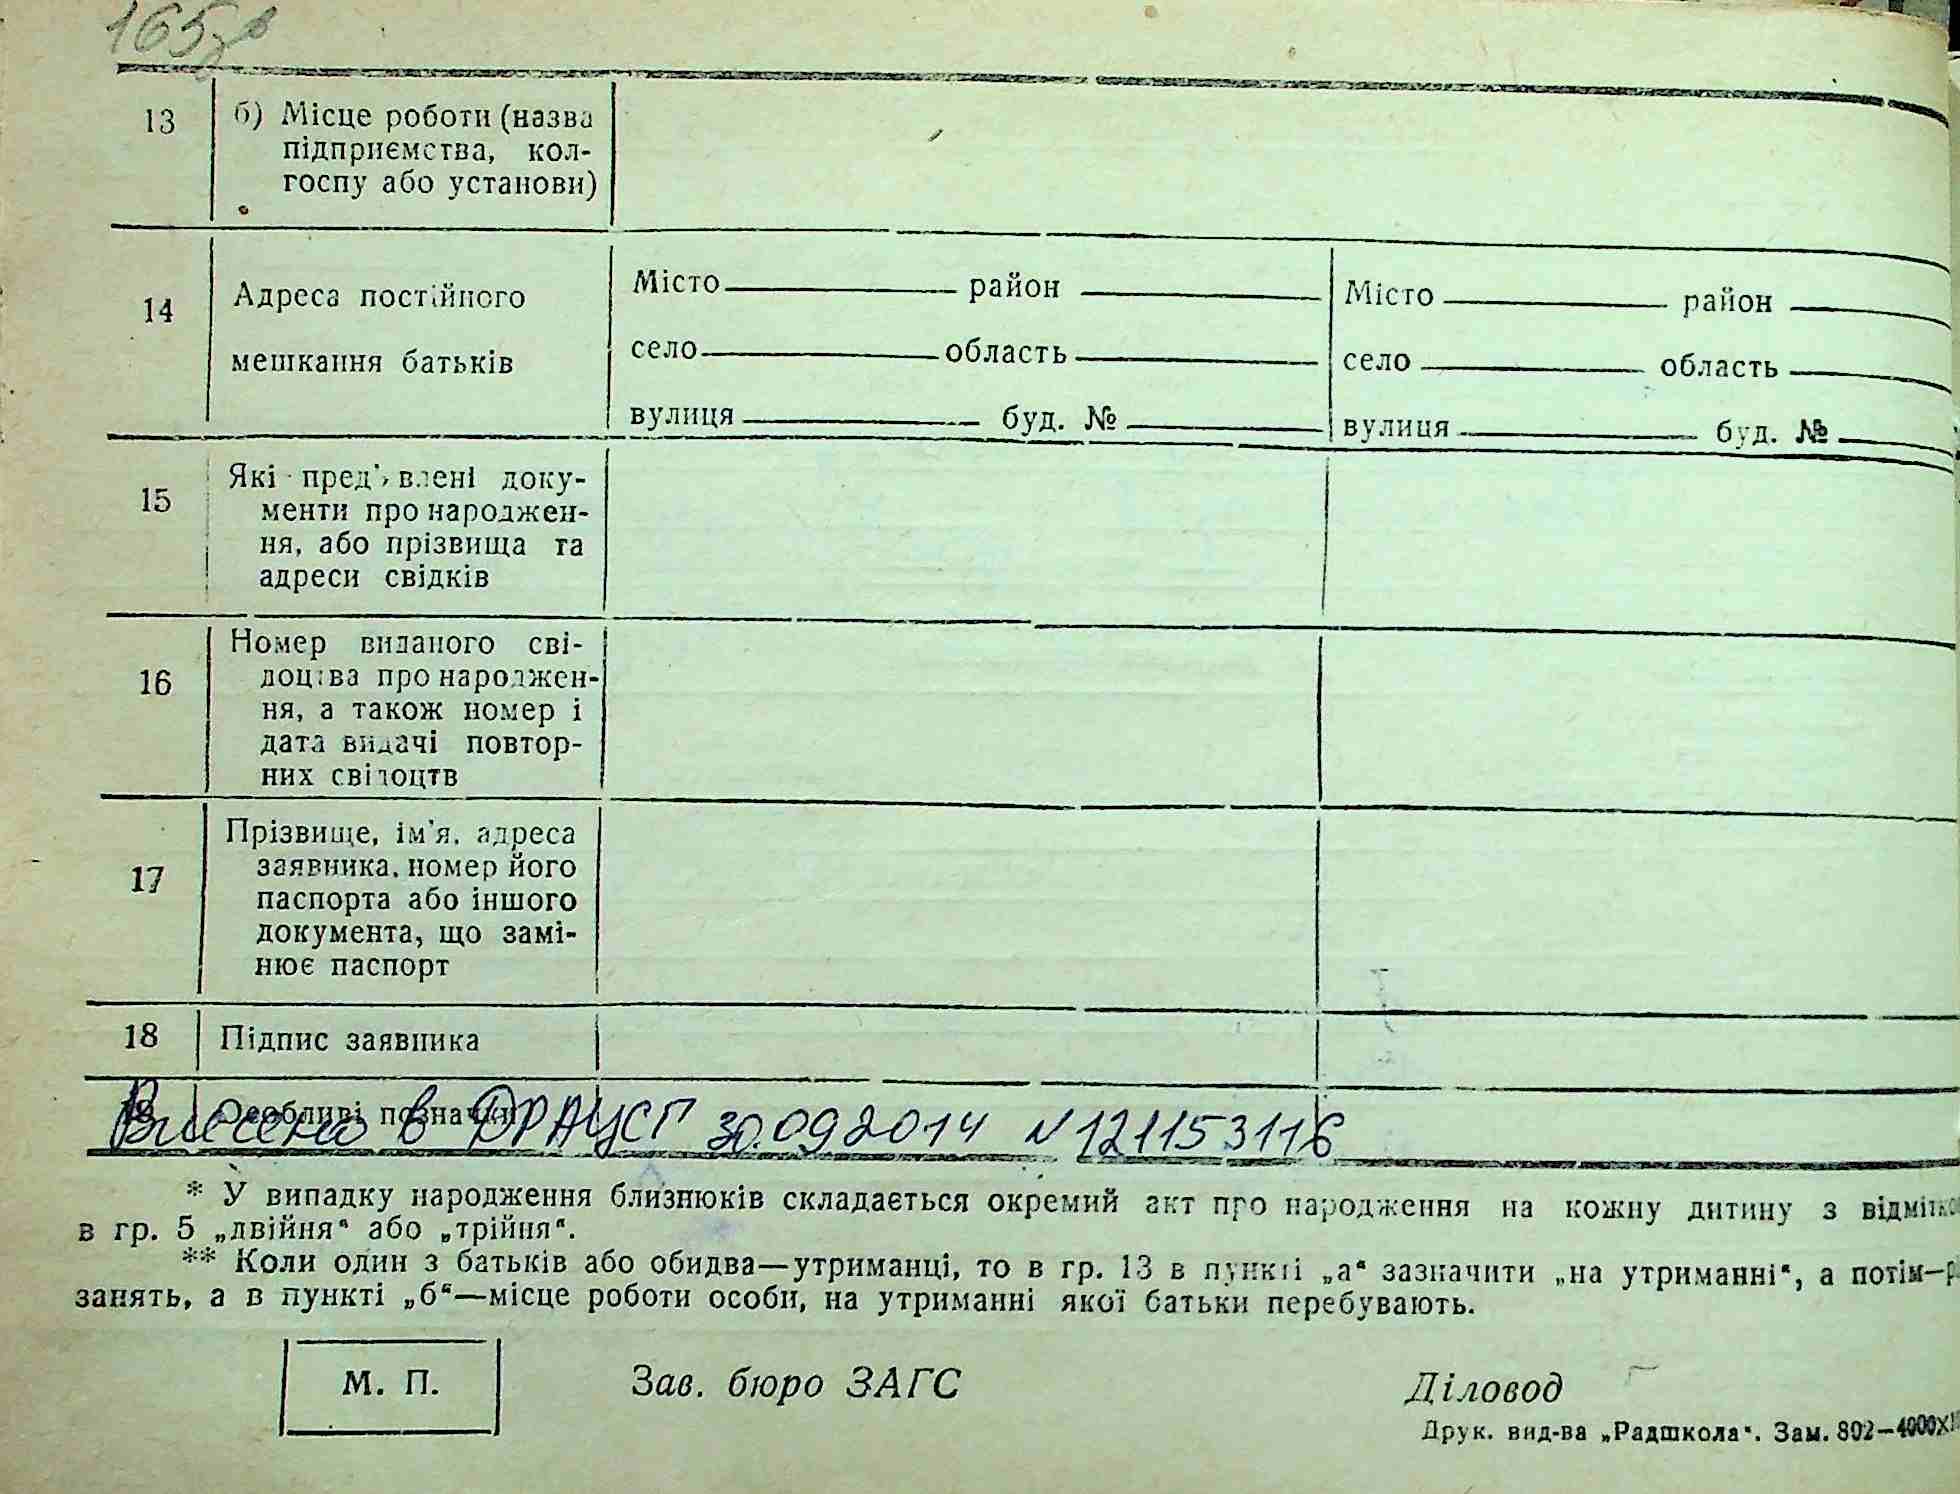 165зв
13 б) Місце роботи (назва
підприємства, кол-
госпу або установи)
14 Адреса постійного
мешкання батьків
Місто район Місто район
село область село область
вулиця буд. № вулиця буд. №
15 Які пред'явлені доку-
менти про народжен-
ня, або прізвища та
адреси свідків
16 Номер виданого сві-
доцтва про народжен-
ня, а також номер і
дата видачі повтор-
них свідоцтв
17 Прізвище, ім'я, адреса
заявника, номер його
паспорта або іншого
документа, що замі-
нює паспорт
18 Підпис заявника
19 Особливі позначки
Внесено в ДРАЦСГ 30.09.2014 N 121153116
* У випадку народження близнюків складається окремий акт про народження на кожну дитину з
в гр. 5 „двійня“ або „трійня“.
** Коли один з батьків або обидва—утриманці, то в гр. 13 в пункті „а“ зазначити „на утриманні“, а потім—
занять, а в пункті „б“—місце роботи особи, на утриманні якої батьки перебувають.
М. П. Зав. бюро ЗАГС Діловод
Друк. вид-ва „Радшкола“. Зам. 802—4000